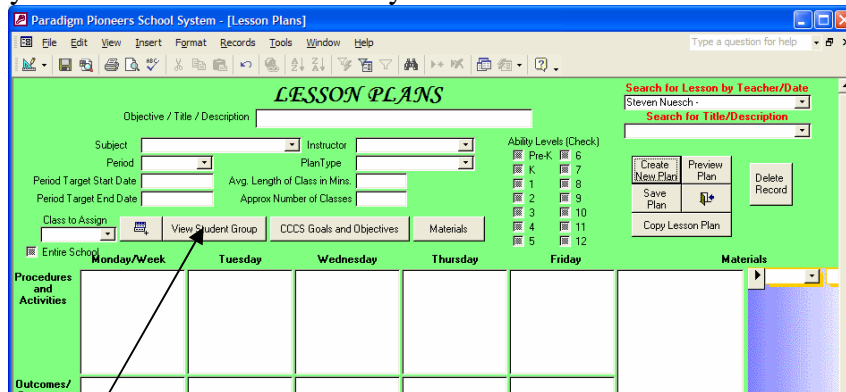 Paradigm Pioneers School System - [Lesson Plans]
File Edit View Insert Format Records Tools Window Help
Type a question for help
LESSON PLANS
Search for Lesson by Teacher/Date
Steven Nuesch -
Objective / Title / Description
Search for Title/Description
Subject
Instructor
Ability Levels (Check)
Period
PlanType
Pre-K 6
K 7
1 8
2 9
3 10
4 11
5 12
Period Target Start Date
Avg. Length of Class in Mins.
Period Target End Date
Approx Number of Classes
Create New Plan
Preview Plan
Delete Record
Save Plan
Copy Lesson Plan
Class to Assign
View Student Group
CCCS Goals and Objectives
Materials
Entire School
Monday/Week Tuesday Wednesday Thursday Friday Materials
Procedures
and
Activities
Outcomes/